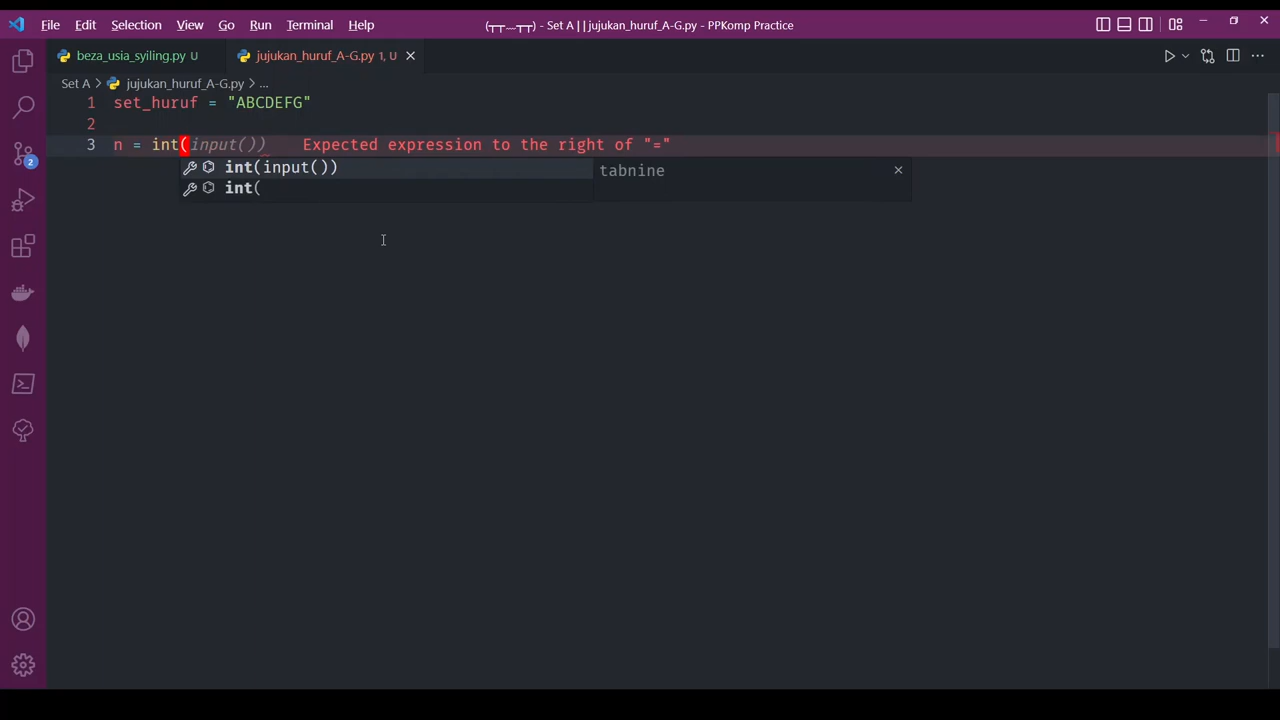 File Edit Selection View Go Run Terminal Help (┬┬﹏┬┬) - Set A | | jujukan_huruf_A-G.py - PPKomp Practice
beza_usia_syiling.py U jujukan_huruf_A-G.py 1, U
Set A > jujukan_huruf_A-G.py > ...
1 set_huruf = "ABCDEFG"
2
3 n = int(input()) Expected expression to the right of "="
int(input()) tabnine
int(
2